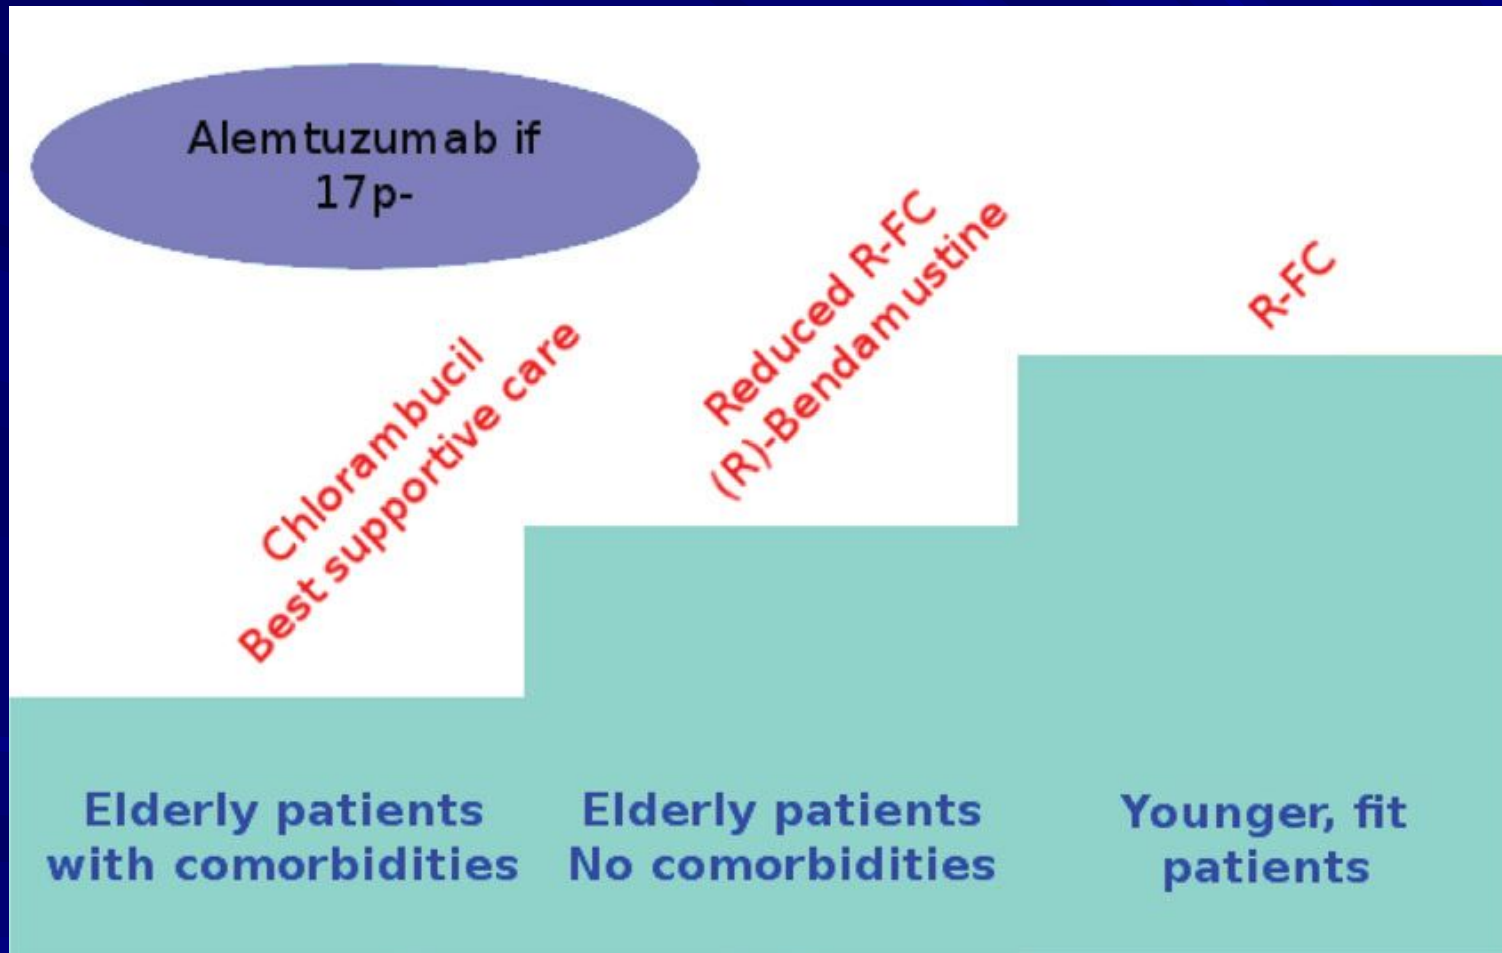 Alemtuzumab if
17p-
Chlorambucil
Best supportive care
Reduced R-FC
(R)-Bendamustine
R-FC
Elderly patients
with comorbidities
Elderly patients
No comorbidities
Younger, fit
patients